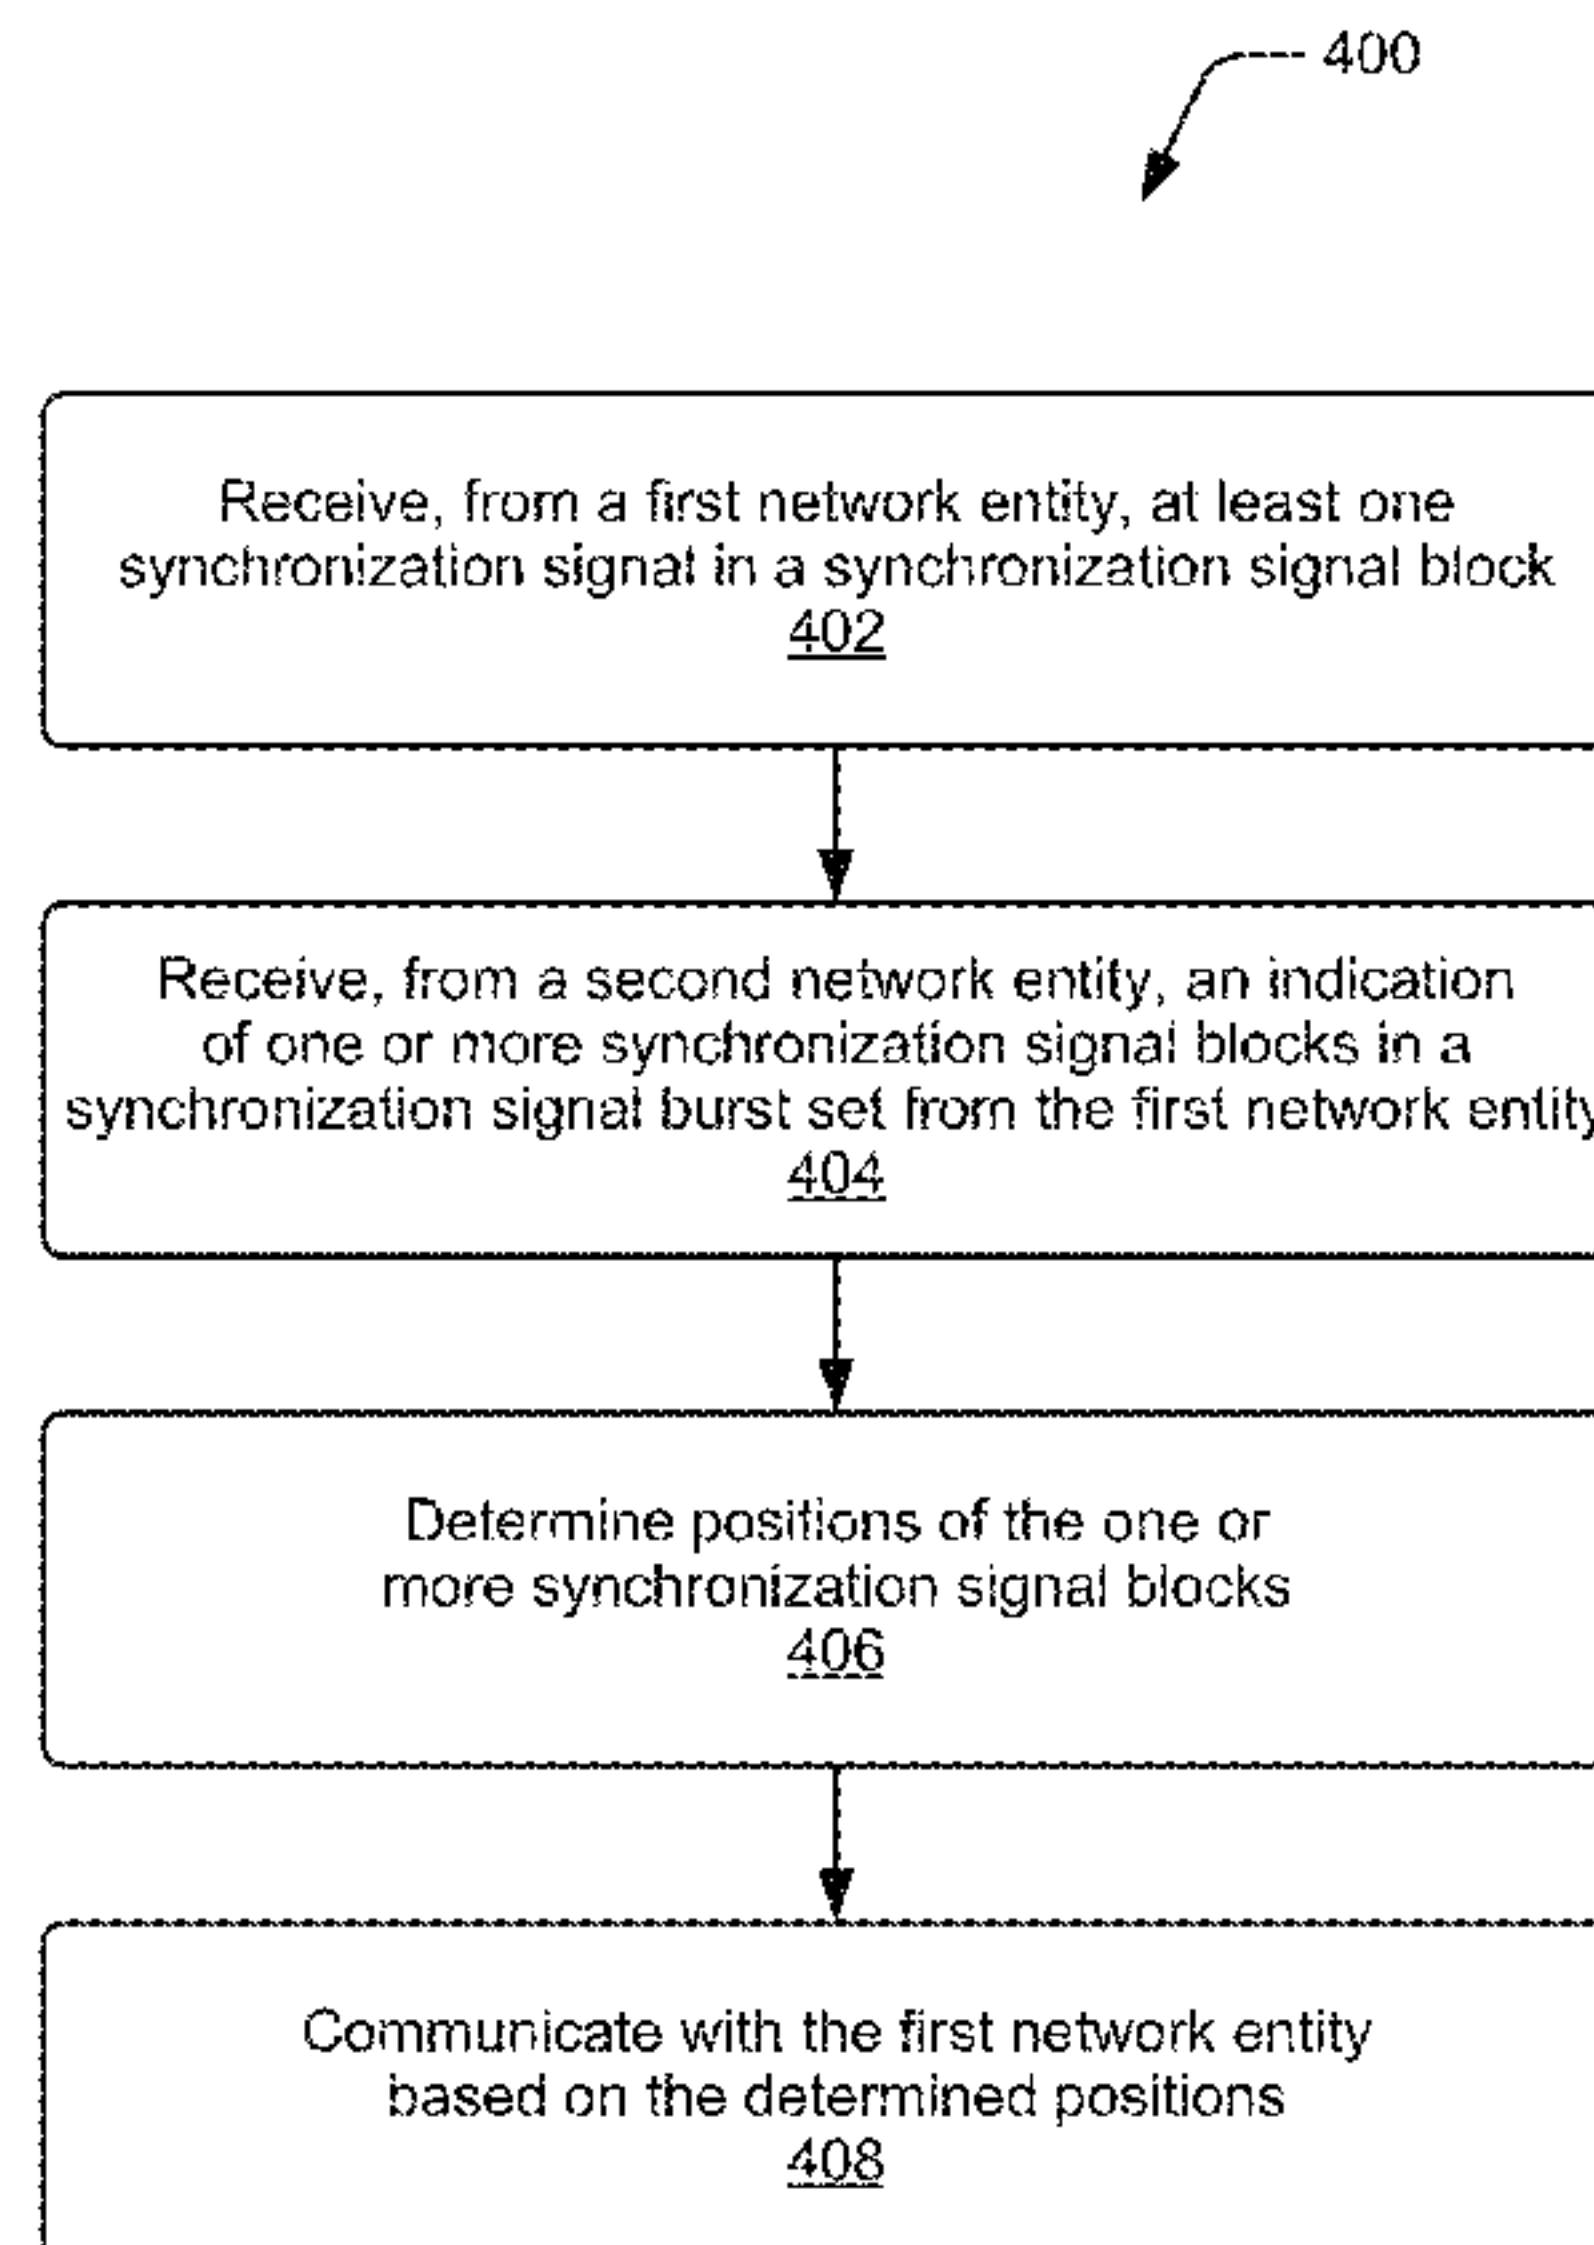 400
Receive, from a first network entity, at least one
synchronization signal in a synchronization signal block
402
Receive, from a second network entity, an indication
of one or more synchronization signal blocks in a
synchronization signal burst set from the first network entity
404
Determine positions of the one or
more synchronization signal blocks
406
Communicate with the first network entity
based on the determined positions
408